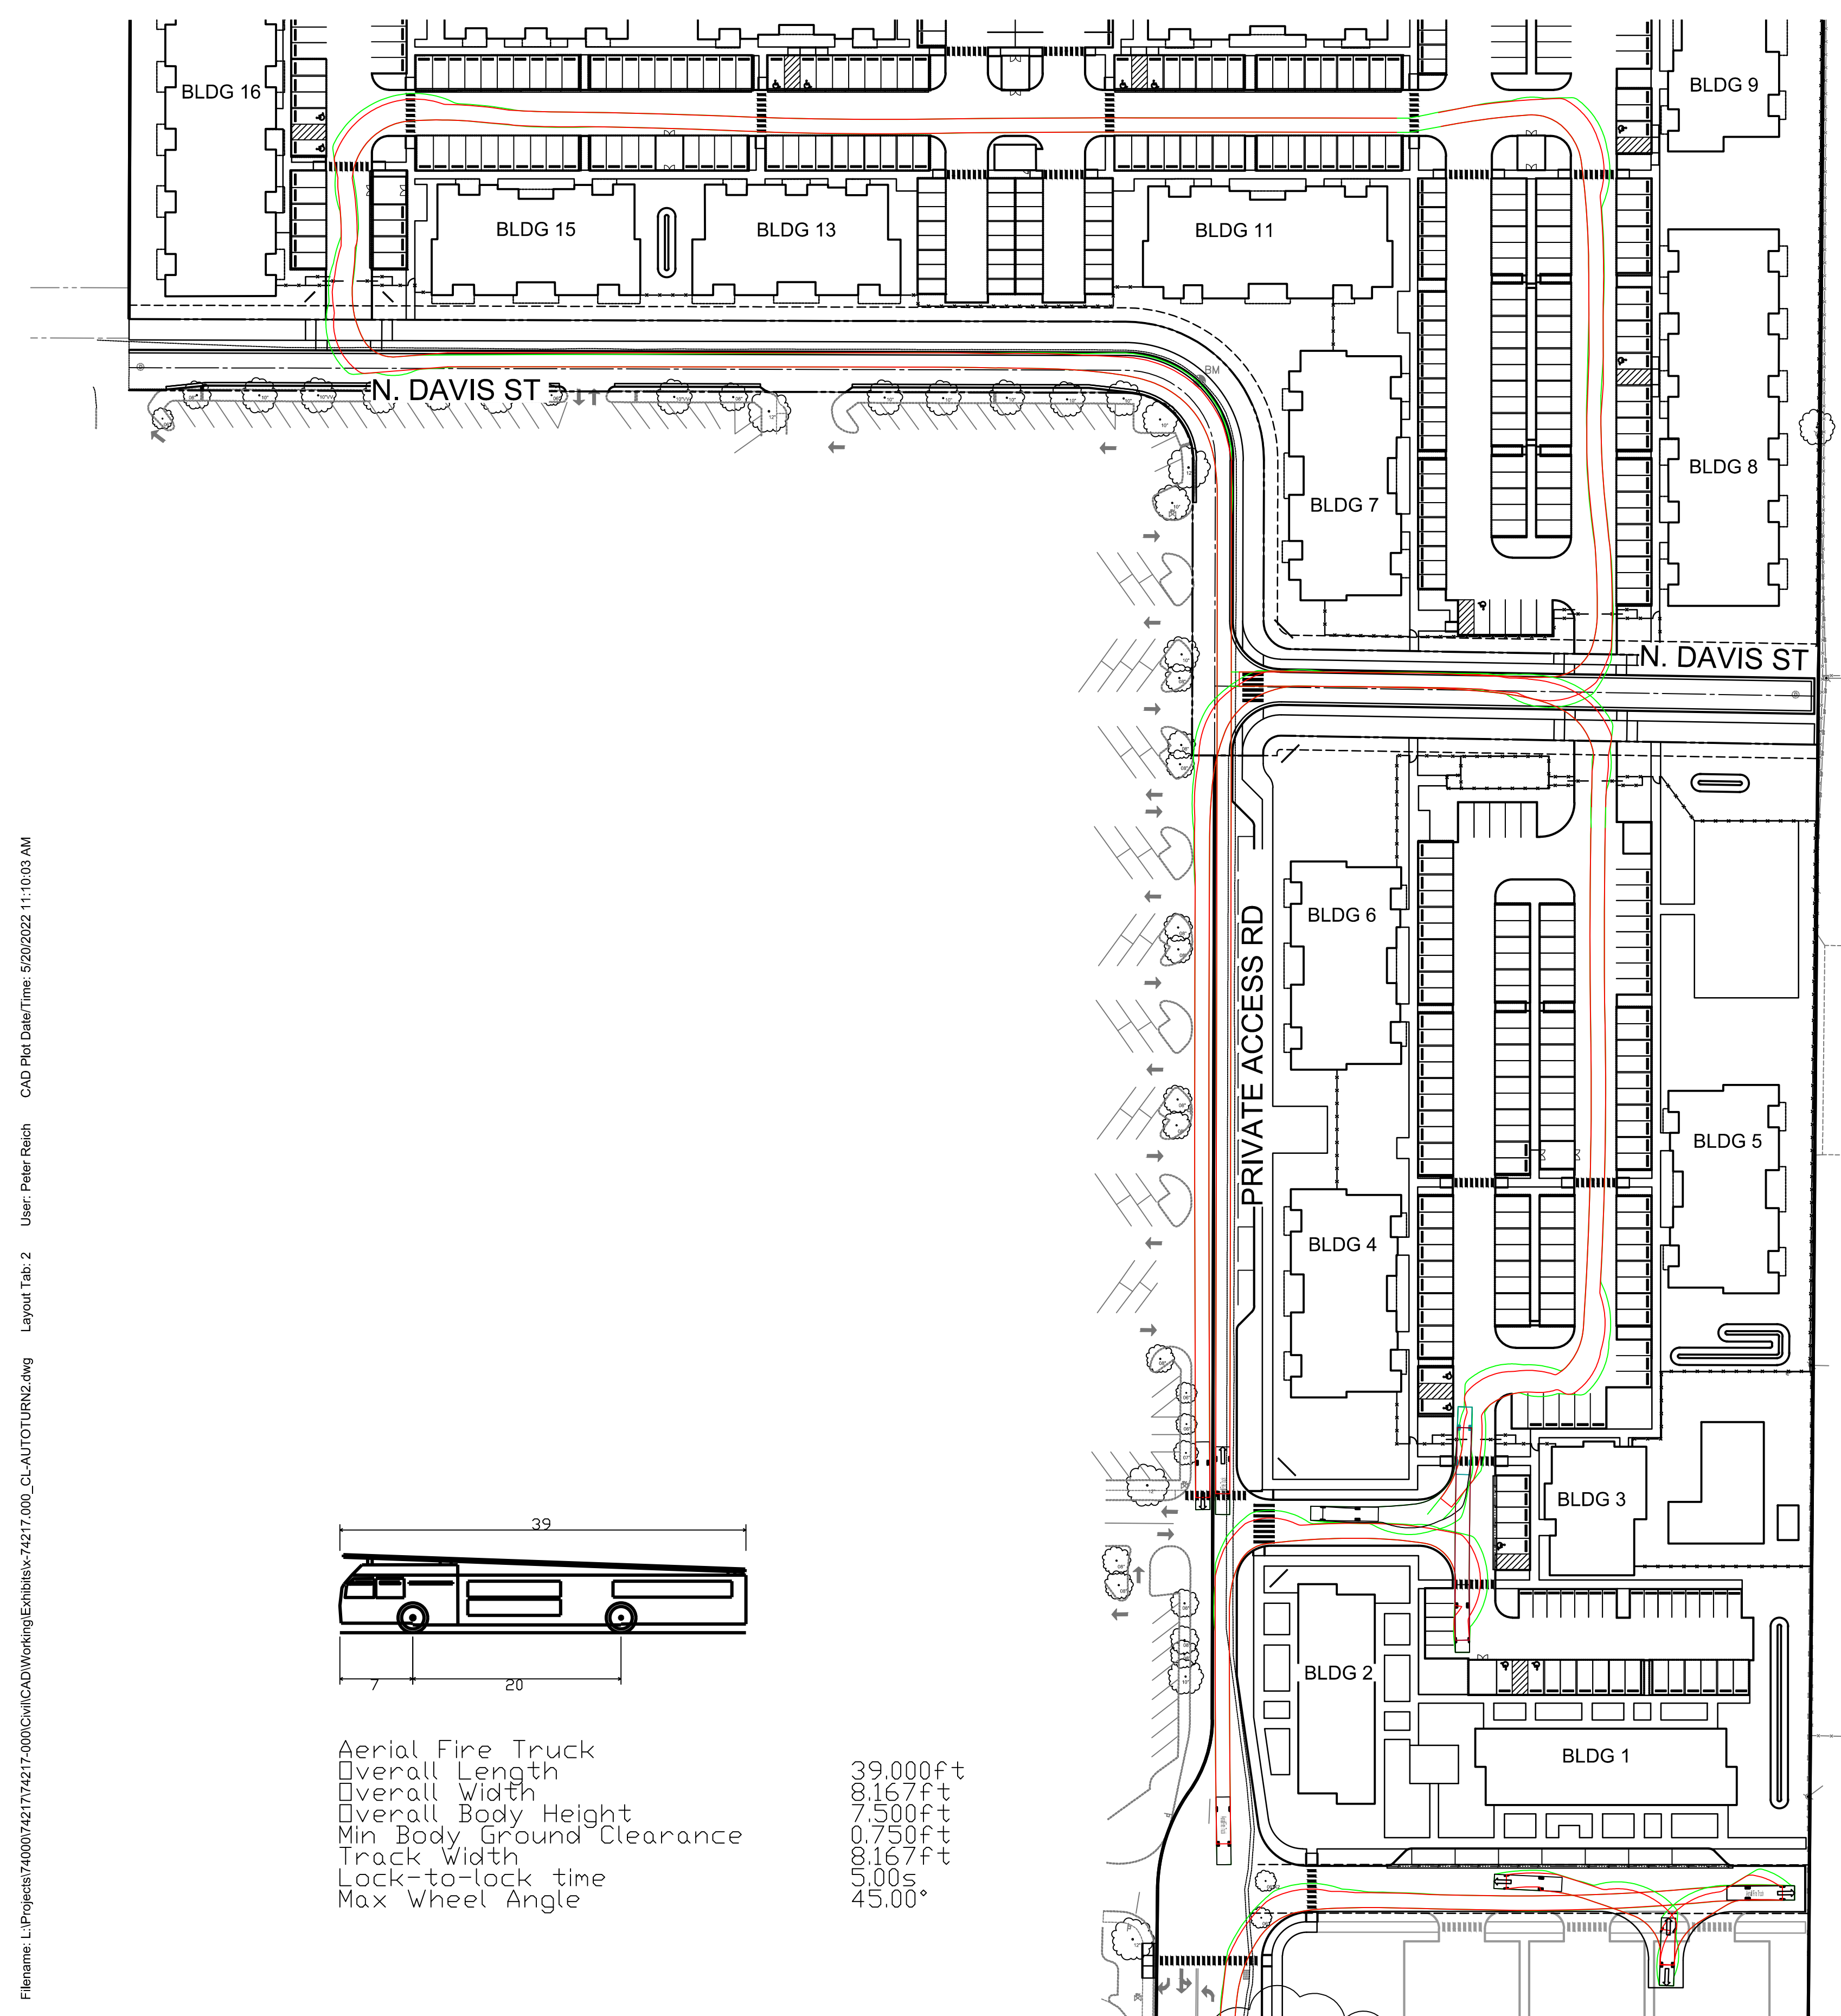 BLDG 16
BLDG 9
BLDG 15
BLDG 13
BLDG 11
BM
N. DAVIS ST
BLDG 7
BLDG 8
N. DAVIS ST
BLDG 6
PRIVATE ACCESS RD
BLDG 5
BLDG 4
BLDG 3
BLDG 2
BLDG 1
39
7
20
Aerial Fire Truck
Overall Length 39.000ft
Overall Width 8.167ft
Overall Body Height 7.500ft
Min Body Ground Clearance 0.750ft
Track Width 8.167ft
Lock-to-lock time 5.00s
Max Wheel Angle 45.00°
Filename: L:\Projects\74000\74217\74217-000\Civil\CAD\Working\Exhibits\x-74217.000_CL-AUTOTURN2.dwg Layout Tab: 2 User: Peter Reich CAD Plot Date/Time: 5/20/2022 11:10:03 AM